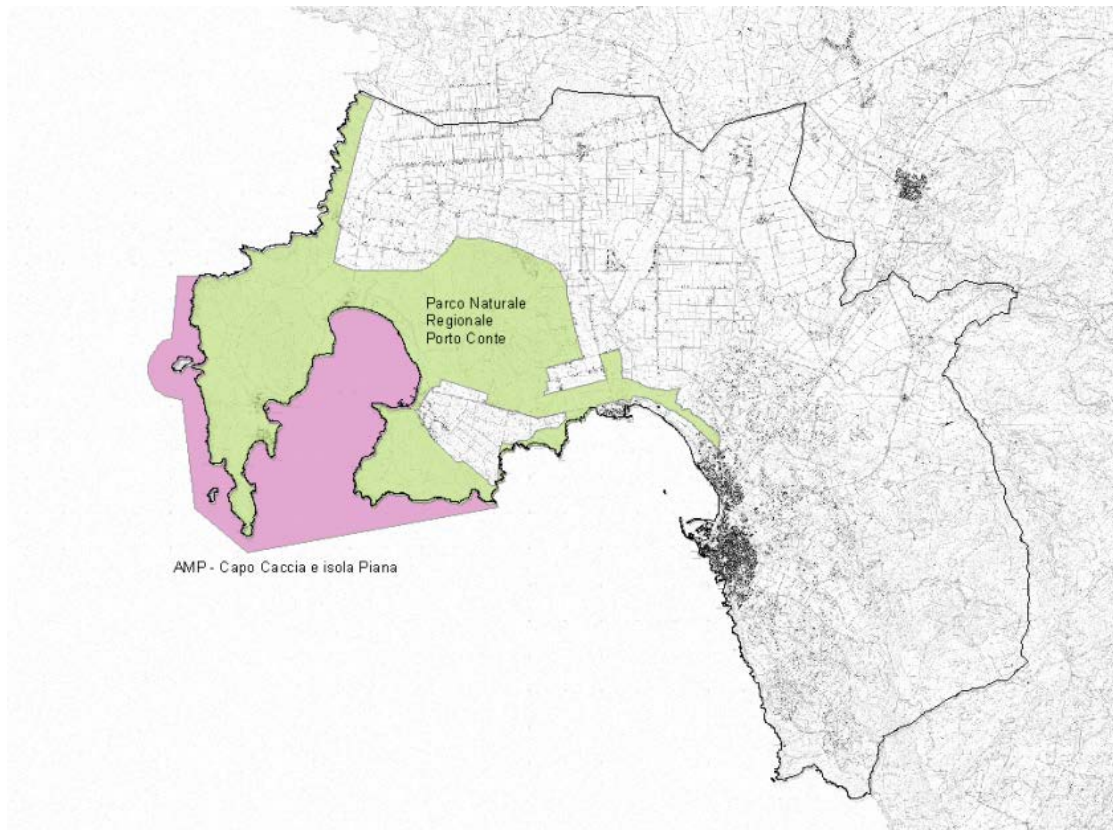 Parco Naturale
Regionale
Porto Conte
AMP - Capo Caccia e isola Piana